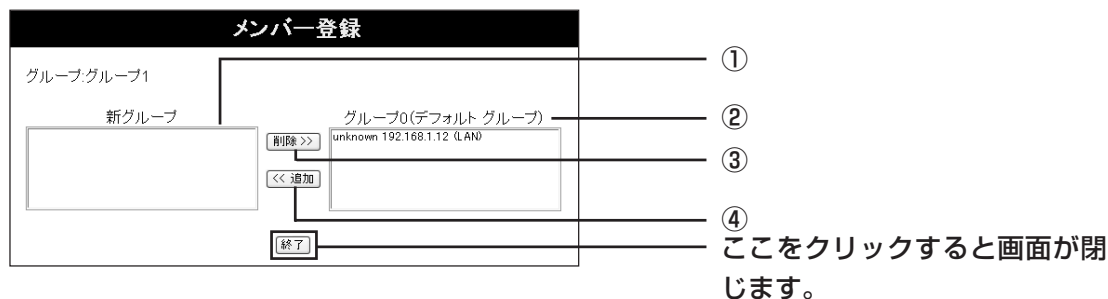 メンバー登録
グループ:グループ1
①
新グループ
グループ0(デフォルト グループ)
②
unknown 192.168.1.12 (LAN)
削除 >>
③
<< 追加
④
終了
ここをクリックすると画面が閉
じます。